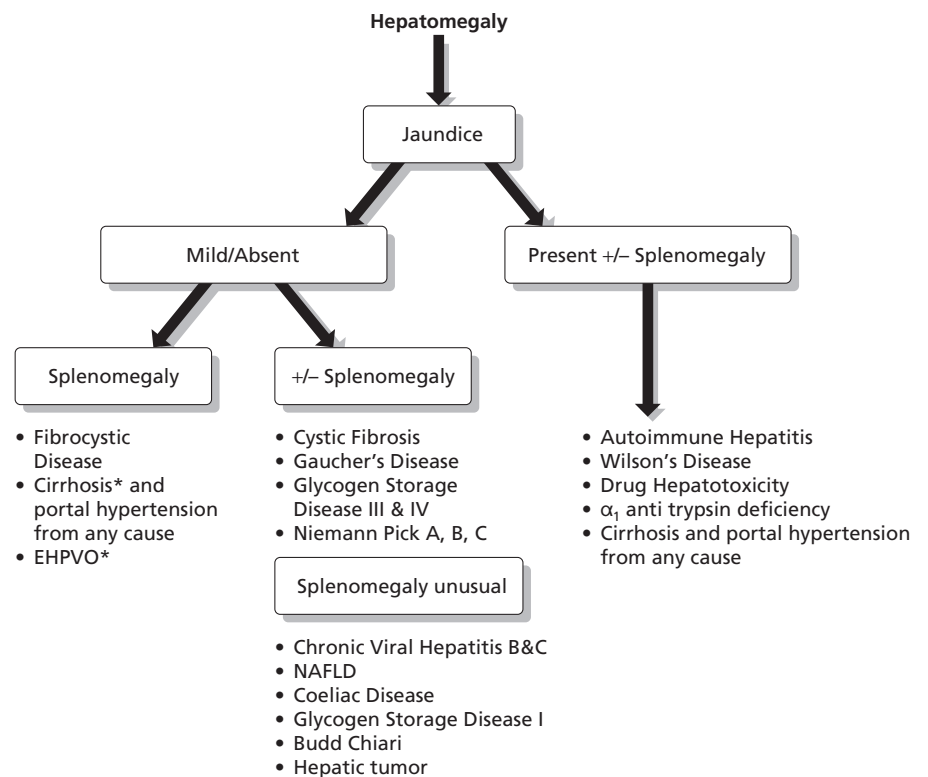 Hepatomegaly
Jaundice
Mild/Absent
Present +/– Splenomegaly
Splenomegaly
+/– Splenomegaly
• Fibrocystic
Disease
• Cirrhosis* and
portal hypertension
from any cause
• EHPVO*
• Cystic Fibrosis
• Gaucher's Disease
• Glycogen Storage
Disease III & IV
• Niemann Pick A, B, C
Splenomegaly unusual
• Chronic Viral Hepatitis B&C
• NAFLD
• Coeliac Disease
• Glycogen Storage Disease I
• Budd Chiari
• Hepatic tumor
• Autoimmune Hepatitis
• Wilson's Disease
• Drug Hepatotoxicity
• α₁ anti trypsin deficiency
• Cirrhosis and portal hypertension
from any cause